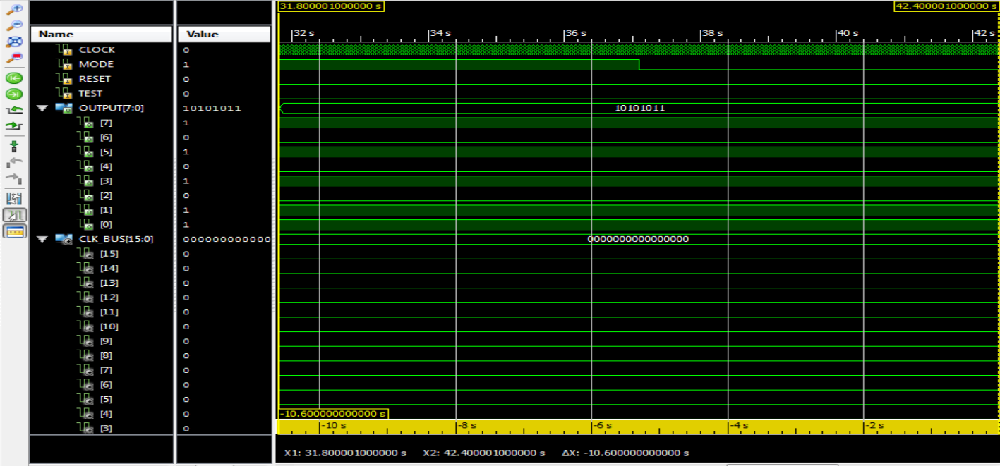 31.800001000000 s 42.400001000000 s
Name Value 32 s 34 s 36 s 38 s 40 s 42 s
CLOCK 0
MODE 1
RESET 0
TEST 0
OUTPUT[7:0] 10101011 10101011
[7] 1
[6] 0
[5] 1
[4] 0
[3] 1
[2] 0
[1] 1
[0] 1
CLK_BUS[15:0] 000000000000 0000000000000000
[15] 0
[14] 0
[13] 0
[12] 0
[11] 0
[10] 0
[9] 0
[8] 0
[7] 0
[6] 0
[5] 0
[4] 0 -10.600000000000 s
[3] 0 -10 s -8 s -6 s -4 s -2 s
X1: 31.800001000000 s X2: 42.400001000000 s ΔX: -10.600000000000 s